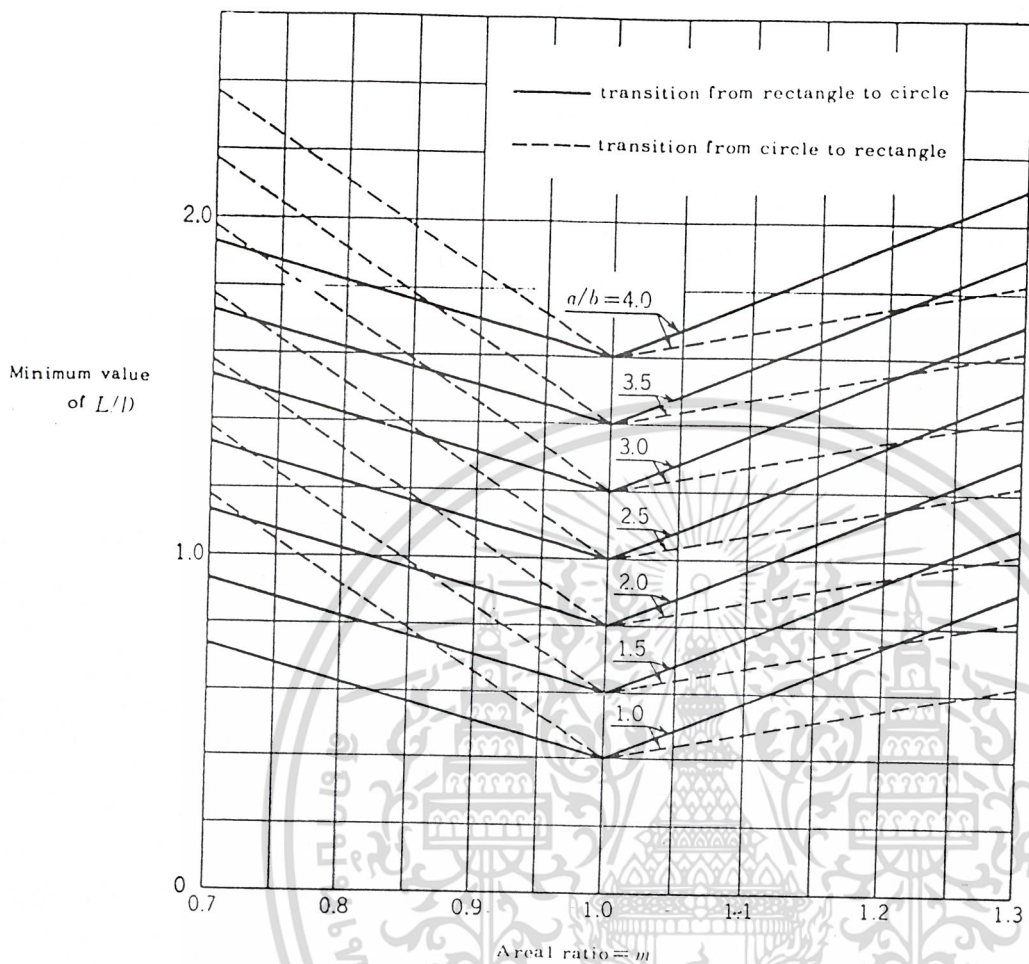 transition from rectangle to circle
transition from circle to rectangle
2.0
a/b=4.0
Minimum value
of L/D
3.5
3.0
2.5
1.0
2.0
1.5
1.0
0
0.7
0.8
0.9
1.0
1.1
1.2
1.3
Areal ratio=m